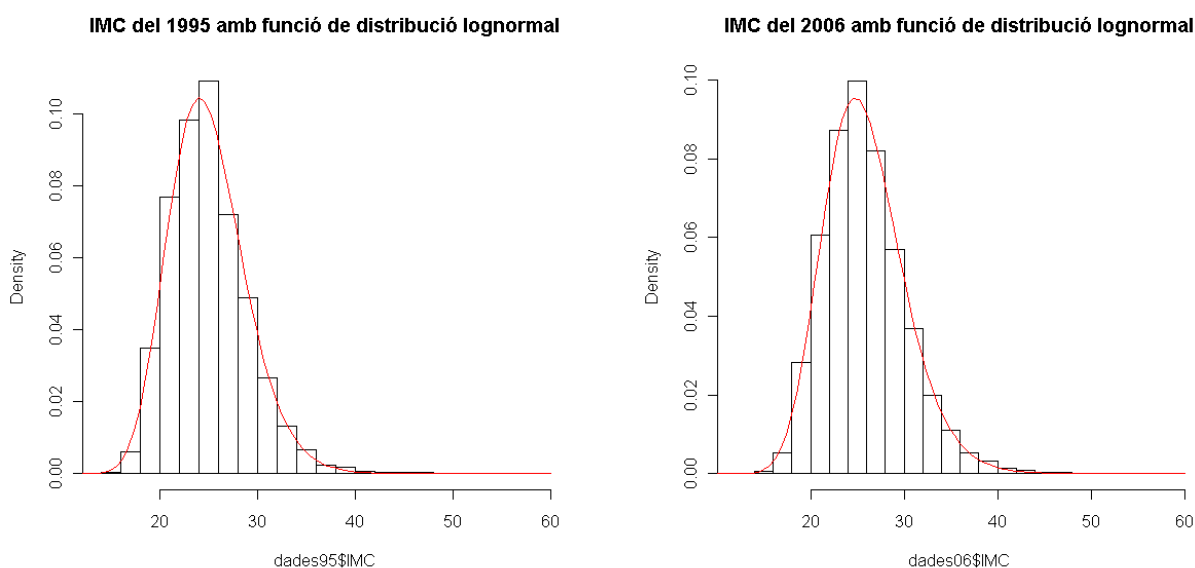 IMC del 1995 amb funció de distribució lognormal
0.10
0.08
0.06
0.04
0.02
0.00
Density
20 30 40 50 60
dades95$IMC
IMC del 2006 amb funció de distribució lognormal
0.10
0.08
0.06
0.04
0.02
0.00
Density
20 30 40 50 60
dades06$IMC